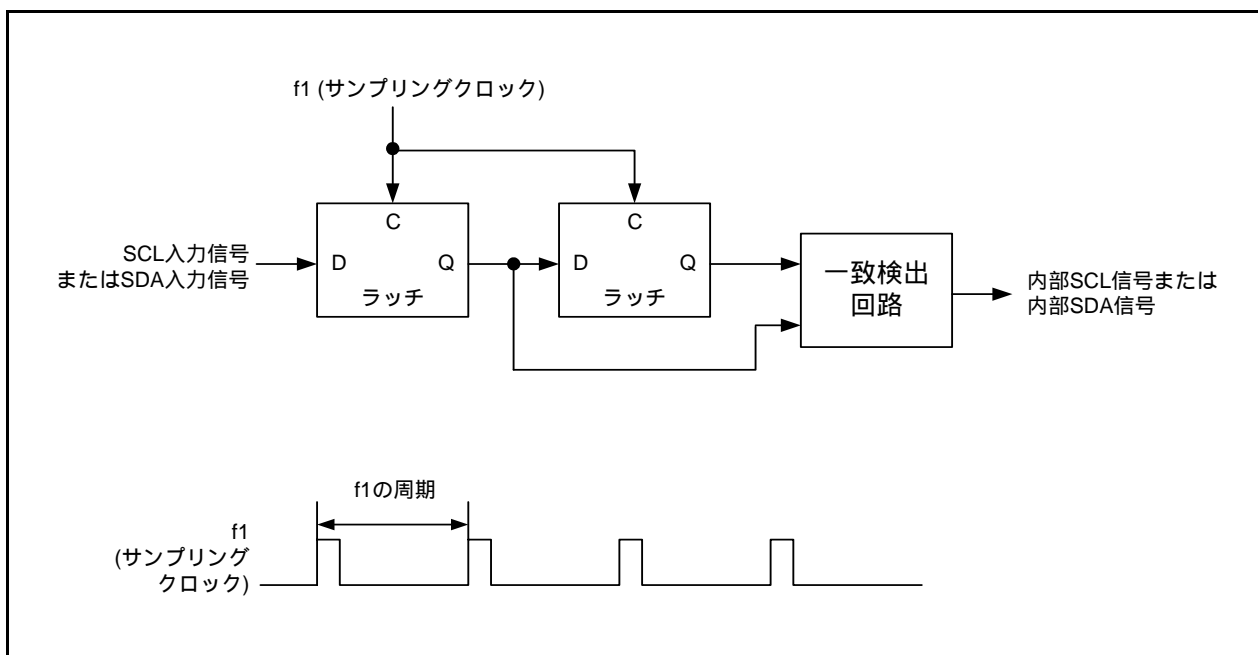 f1 (サンプリングクロック)
C
C
SCL入力信号
またはSDA入力信号
D
Q
D
Q
ラッチ
ラッチ
一致検出
回路
内部SCL信号または
内部SDA信号
f1の周期
f1
(サンプリング
クロック)